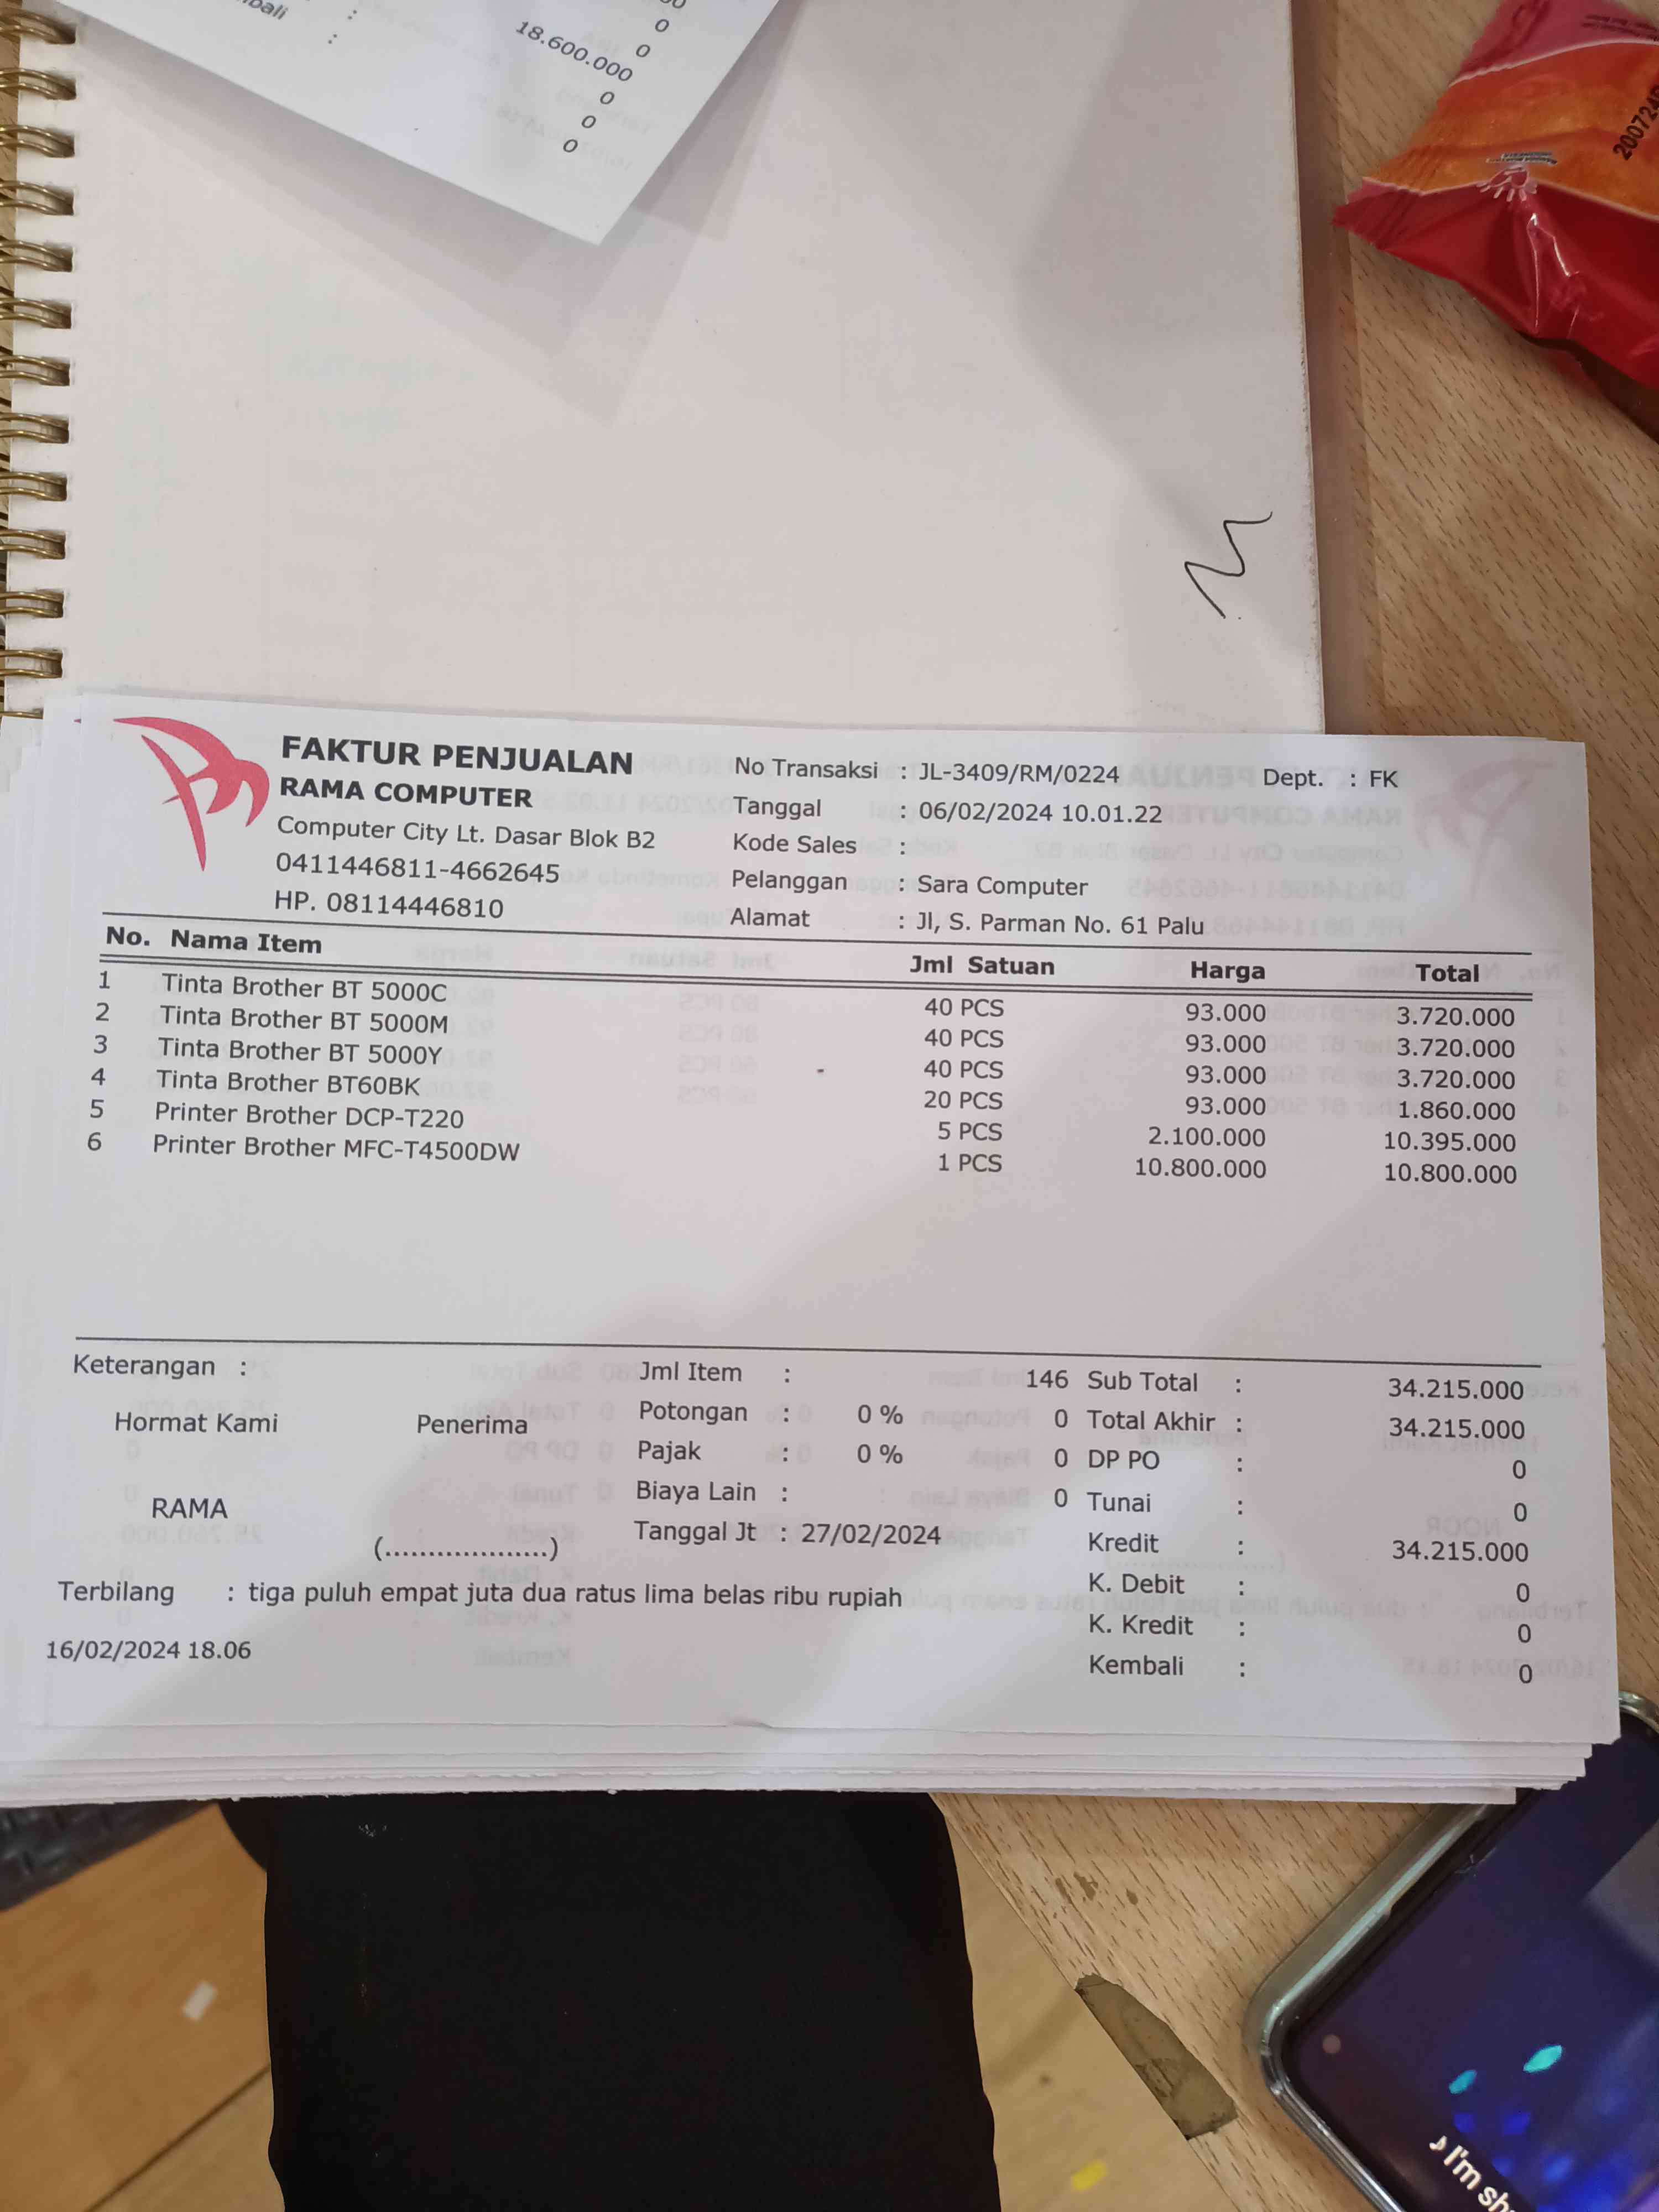 18.600.000
0
0
0
0
0
200724
FAKTUR PENJUALAN
RAMA COMPUTER
Computer City Lt. Dasar Blok B2
0411446811-4662645
HP. 08114446810
No Transaksi : JL-3409/RM/0224 Dept. : FK
Tanggal : 06/02/2024 10.01.22
Kode Sales :
Pelanggan : Sara Computer
Alamat : Jl, S. Parman No. 61 Palu
No. Nama Item Jml Satuan Harga Total
1 Tinta Brother BT 5000C 40 PCS 93.000 3.720.000
2 Tinta Brother BT 5000M 40 PCS 93.000 3.720.000
3 Tinta Brother BT 5000Y 40 PCS 93.000 3.720.000
4 Tinta Brother BT60BK 20 PCS 93.000 1.860.000
5 Printer Brother DCP-T220 5 PCS 2.100.000 10.395.000
6 Printer Brother MFC-T4500DW 1 PCS 10.800.000 10.800.000
Keterangan :
Hormat Kami Penerima
RAMA
(...................)
Jml Item : 146
Potongan : 0 % 0
Pajak : 0 % 0
Biaya Lain : 0
Tanggal Jt : 27/02/2024
Sub Total : 34.215.000
Total Akhir : 34.215.000
DP PO : 0
Tunai : 0
Kredit : 34.215.000
K. Debit : 0
K. Kredit : 0
Kembali : 0
Terbilang : tiga puluh empat juta dua ratus lima belas ribu rupiah
16/02/2024 18.06
♪ I'm sh